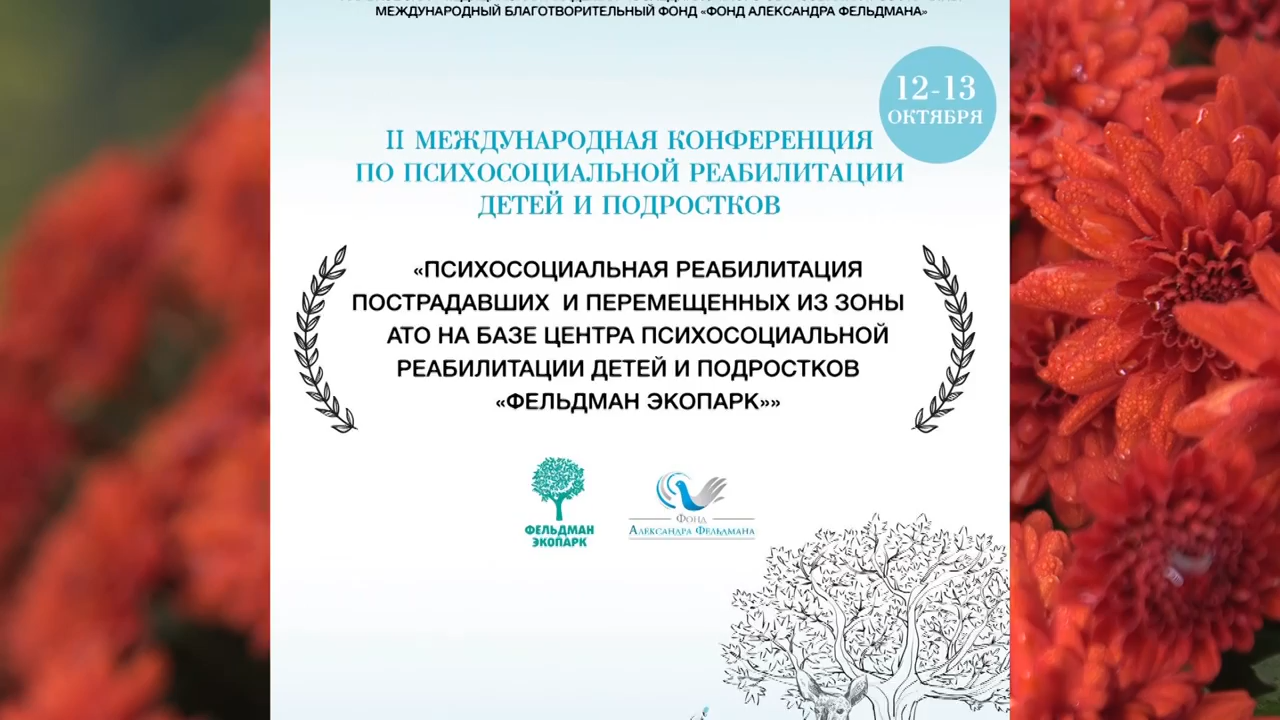 МЕЖДУНАРОДНЫЙ БЛАГОТВОРИТЕЛЬНЫЙ ФОНД «ФОНД АЛЕКСАНДРА ФЕЛЬДМАНА»
12-13
ОКТЯБРЯ
II МЕЖДУНАРОДНАЯ КОНФЕРЕНЦИЯ
ПО ПСИХОСОЦИАЛЬНОЙ РЕАБИЛИТАЦИИ
ДЕТЕЙ И ПОДРОСТКОВ
«ПСИХОСОЦИАЛЬНАЯ РЕАБИЛИТАЦИЯ
ПОСТРАДАВШИХ И ПЕРЕМЕЩЕННЫХ ИЗ ЗОНЫ
АТО НА БАЗЕ ЦЕНТРА ПСИХОСОЦИАЛЬНОЙ
РЕАБИЛИТАЦИИ ДЕТЕЙ И ПОДРОСТКОВ
«ФЕЛЬДМАН ЭКОПАРК»»
ФЕЛЬДМАН
ЭКОПАРК
ФОНД
АЛЕКСАНДРА ФЕЛЬДМАНА